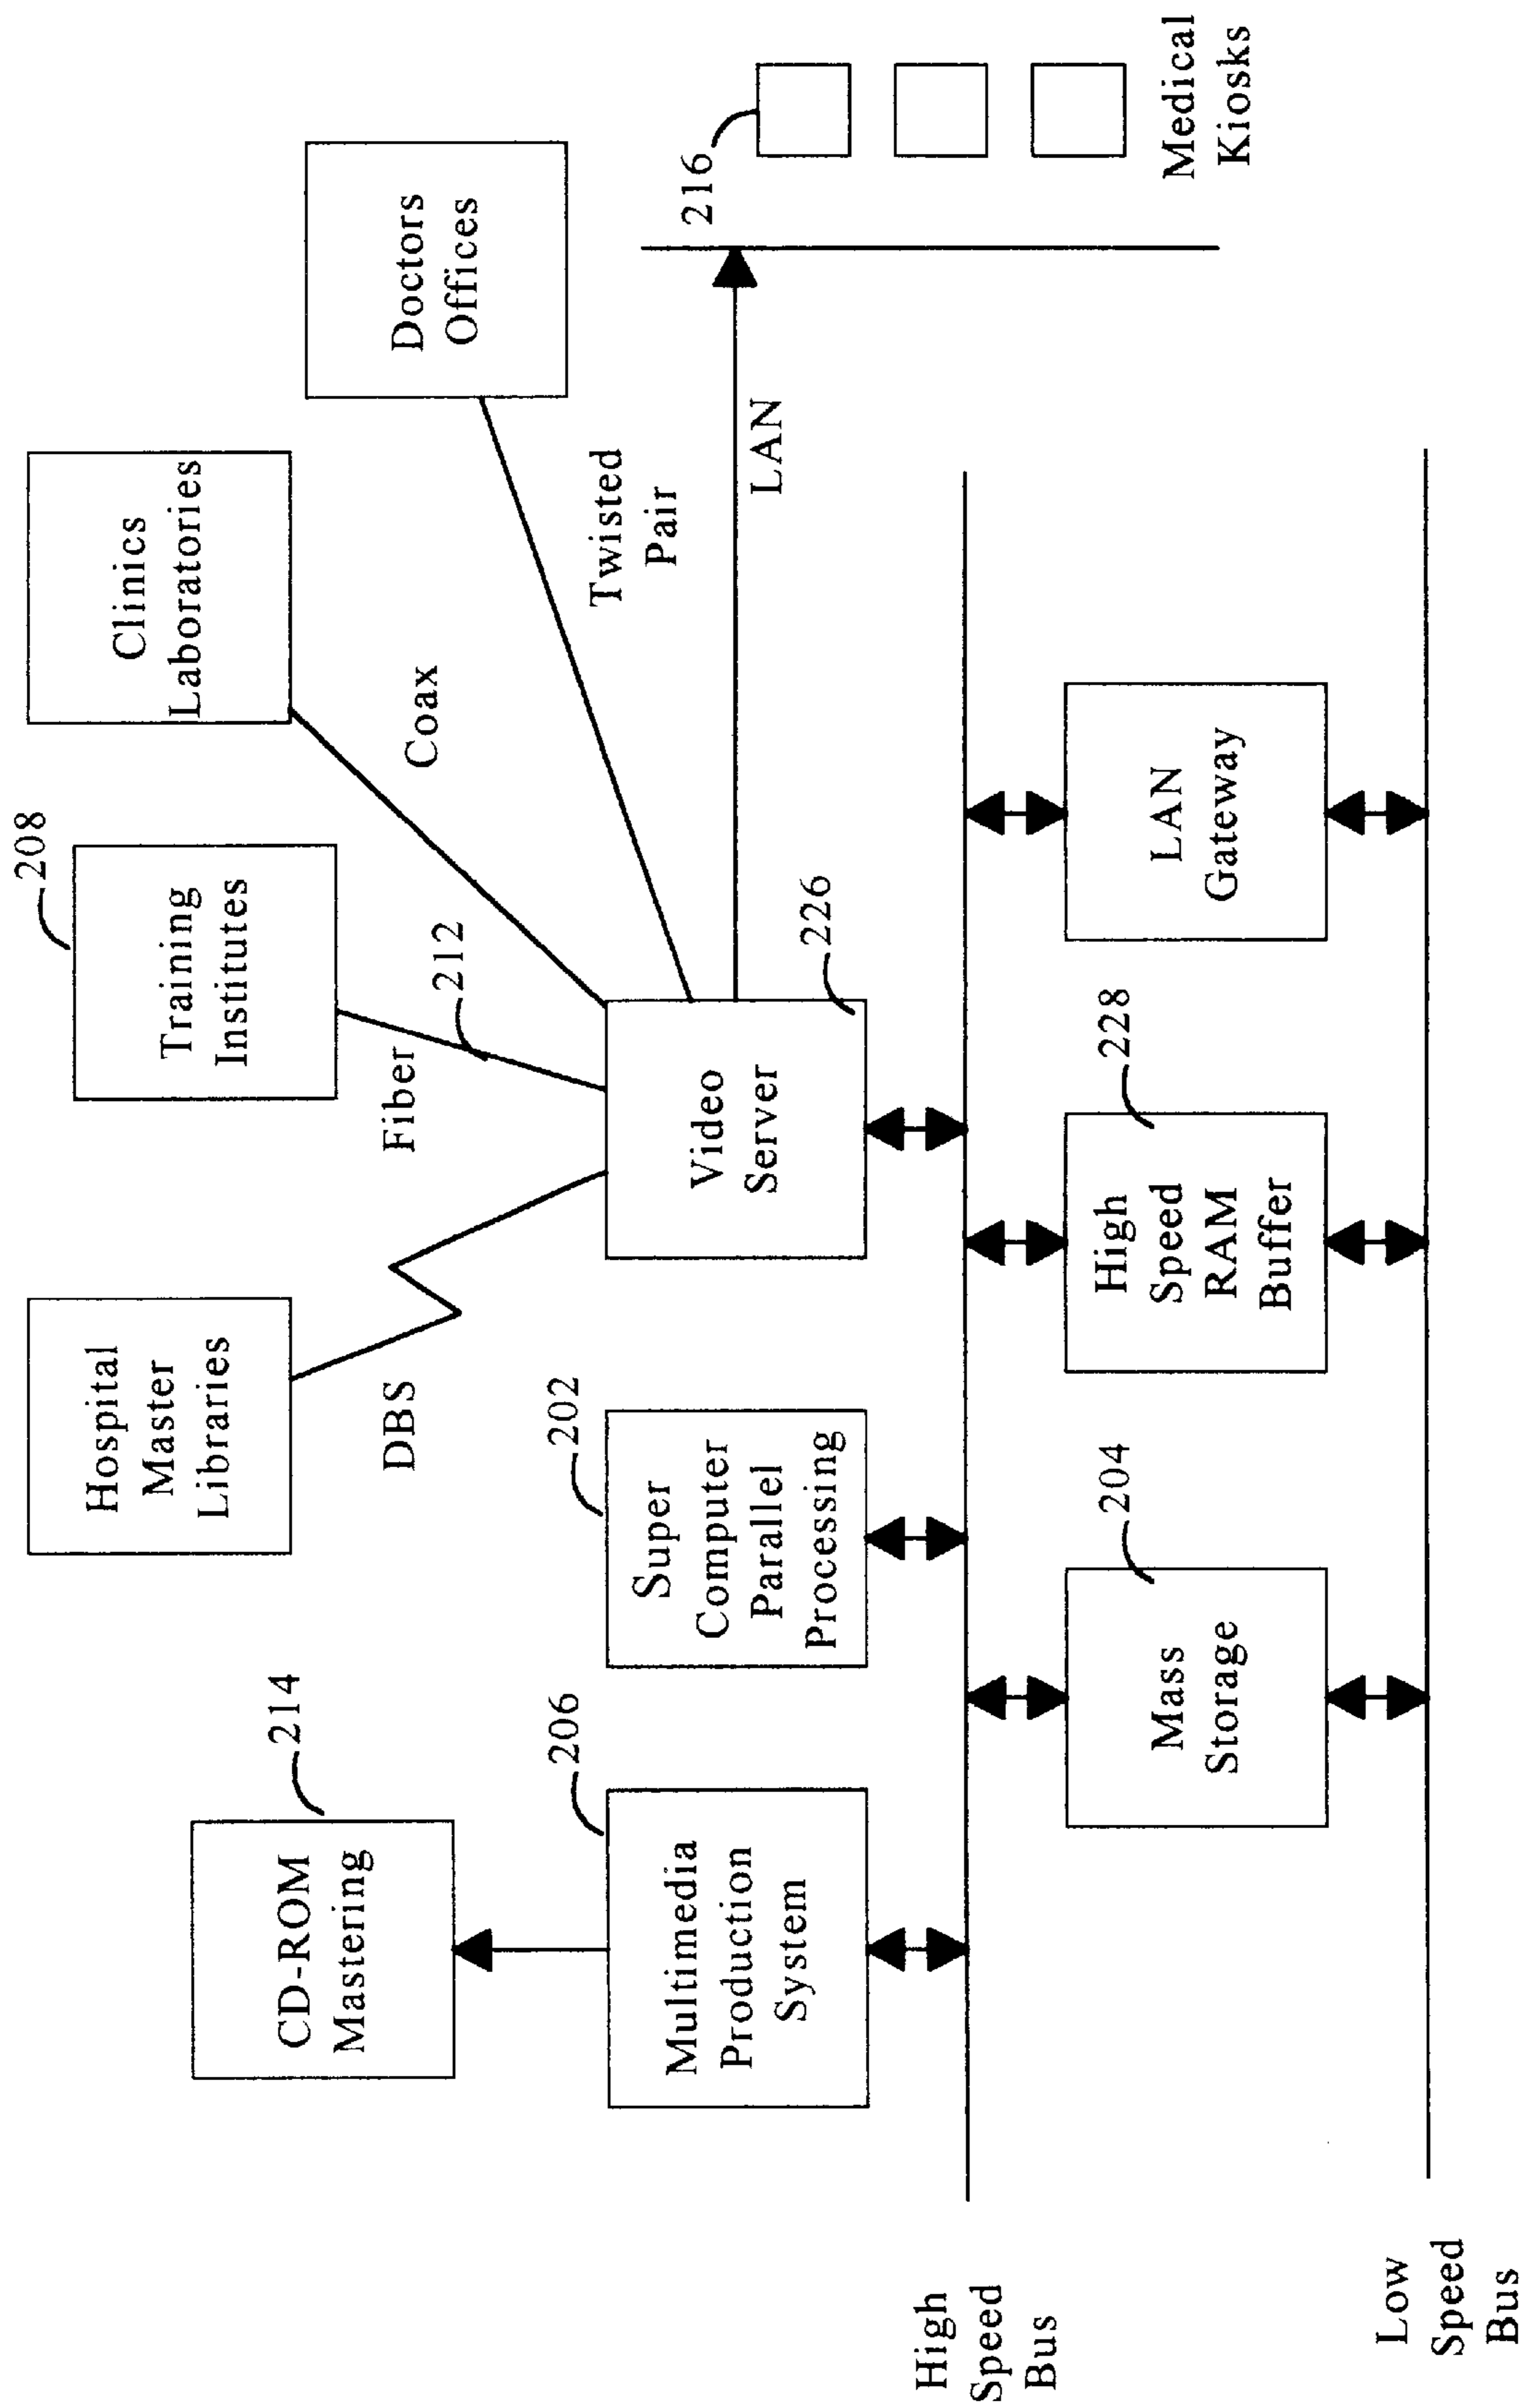 Hospital
Master
Libraries
208
Training
Institutes
Clinics
Laboratories
Doctors
Offices
214
CD-ROM
Mastering
DBS
Fiber
212
Coax
Twisted
Pair
206
Multimedia
Production
System
202
Super
Computer
Parallel
Processing
Video
Server
226
LAN
216
Medical
Kiosks
High
Speed
Bus
204
Mass
Storage
228
High
Speed
RAM
Buffer
LAN
Gateway
Low
Speed
Bus